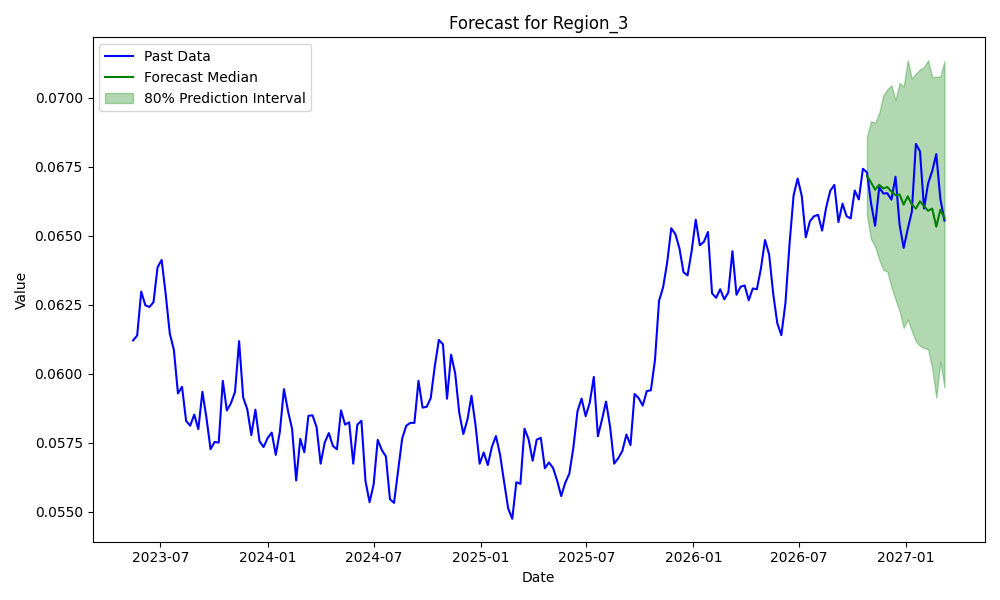 Forecast for Region_3
Past Data
Forecast Median
80% Prediction Interval
Value
0.0700
0.0675
0.0650
0.0625
0.0600
0.0575
0.0550
2023-07 2024-01 2024-07 2025-01 2025-07 2026-01 2026-07 2027-01
Date